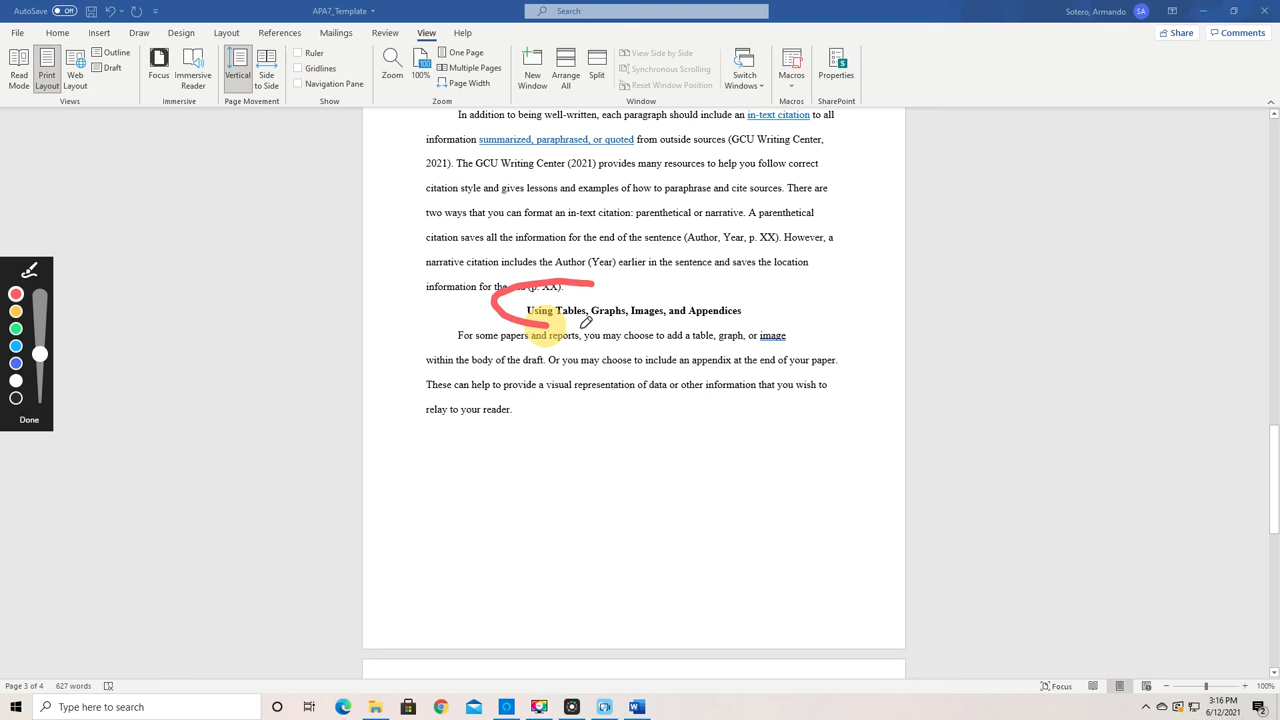 AutoSave Off APA7_Template Search Sotero, Armando SA
File Home Insert Draw Design Layout References Mailings Review View Help Share Comments
Read Mode Print Layout Web Layout Outline Draft Focus Immersive Reader Vertical Side to Side Ruler Gridlines Navigation Pane Zoom 100% One Page Multiple Pages Page Width New Window Arrange All Split View Side by Side Synchronous Scrolling Reset Window Position Switch Windows Macros Properties
Views Immersive Page Movement Show Zoom Window Macros SharePoint
In addition to being well-written, each paragraph should include an in-text citation to all
information summarized, paraphrased, or quoted from outside sources (GCU Writing Center,
2021). The GCU Writing Center (2021) provides many resources to help you follow correct
citation style and gives lessons and examples of how to paraphrase and cite sources. There are
two ways that you can format an in-text citation: parenthetical or narrative. A parenthetical
citation saves all the information for the end of the sentence (Author, Year, p. XX). However, a
narrative citation includes the Author (Year) earlier in the sentence and saves the location
information for the end (p. XX).
Using Tables, Graphs, Images, and Appendices
For some papers and reports, you may choose to add a table, graph, or image
within the body of the draft. Or you may choose to include an appendix at the end of your paper.
These can help to provide a visual representation of data or other information that you wish to
relay to your reader.
Done
Page 3 of 4 627 words Focus 100%
Type here to search 3:16 PM
6/12/2021